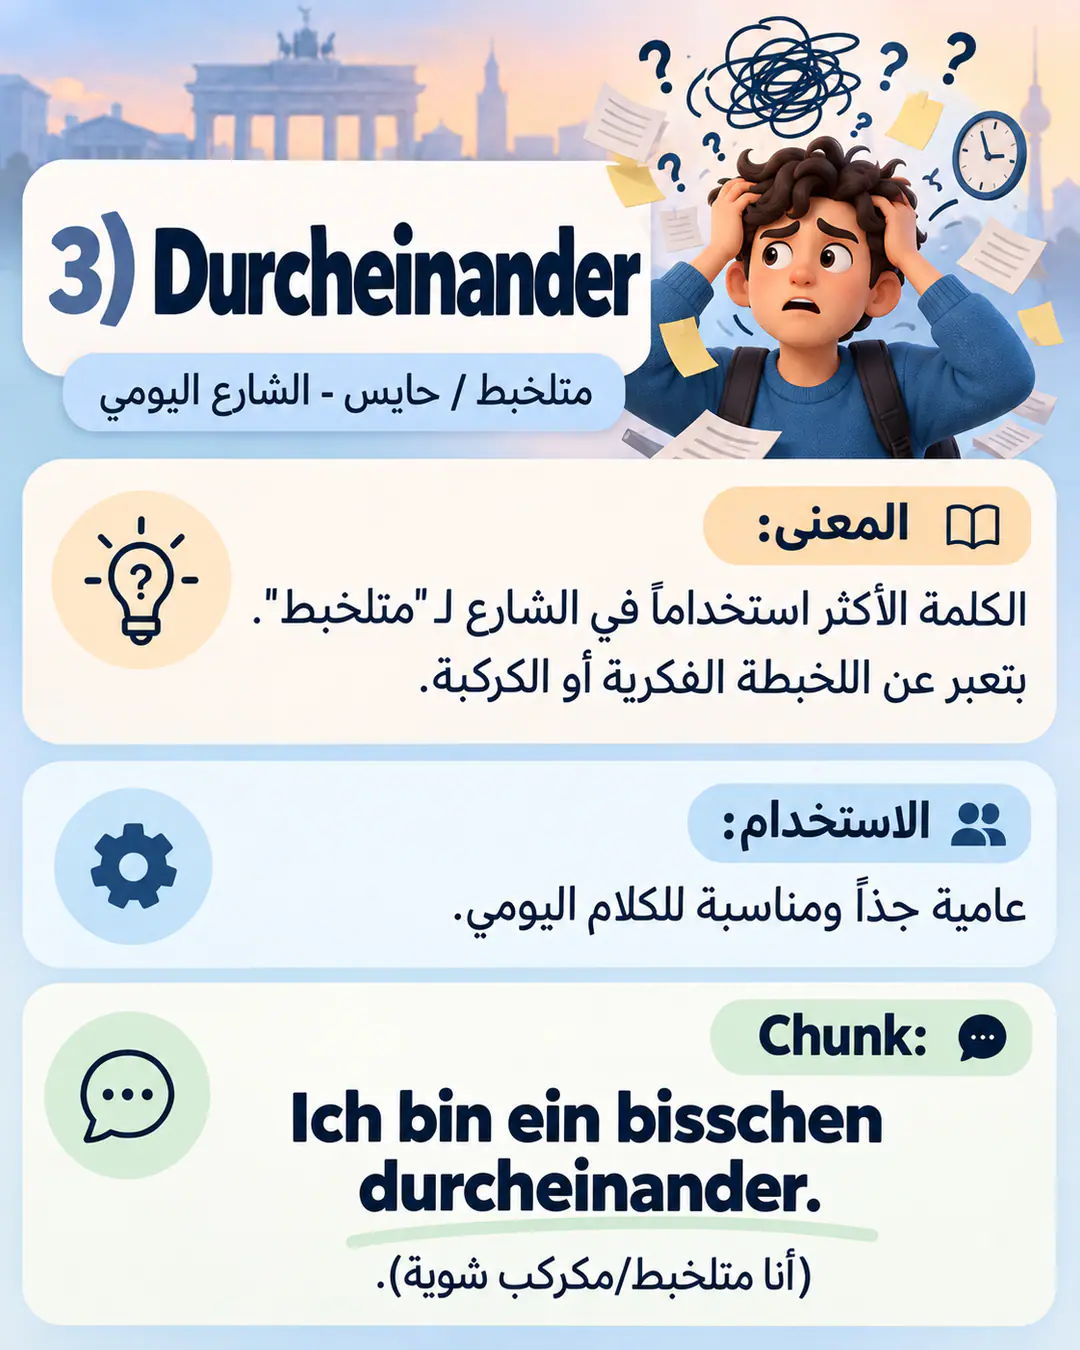 3) Durcheinander
متلخبط / حايس - الشارع اليومي
المعنى:
الكلمة الأكثر استخداماً في الشارع لـ "متلخبط".
بتعبر عن اللخبطة الفكرية أو الكركبة.
الاستخدام:
عامية جذاً ومناسبة للكلام اليومي.
Chunk:
Ich bin ein bisschen
durcheinander.
(أنا متلخبط/مكركب شوية).